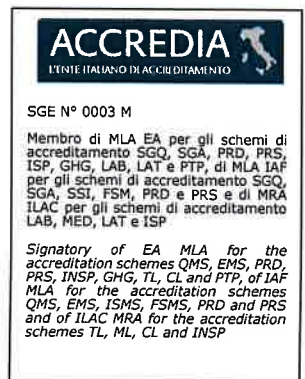 ACCREDIA
L'ENTE ITALIANO DI ACCREDITAMENTO
SGE N° 0003 M
Membro di MLA EA per gli schemi di
accreditamento SGQ, SGA, PRD, PRS,
ISP, GHG, LAB, LAT e PTP, di MLA IAF
per gli schemi di accreditamento SGQ,
SGA, SSI, FSM, PRD e PRS e di MRA
ILAC per gli schemi di accreditamento
LAB, MED, LAT e ISP
Signatory of EA MLA for the
accreditation schemes QMS, EMS, PRD,
PRS, INSP, GHG, TL, CL and PTP, of IAF
MLA for the accreditation schemes
QMS, EMS, ISMS, FSMS, PRD and PRS
and of ILAC MRA for the accreditation
schemes TL, ML, CL and INSP